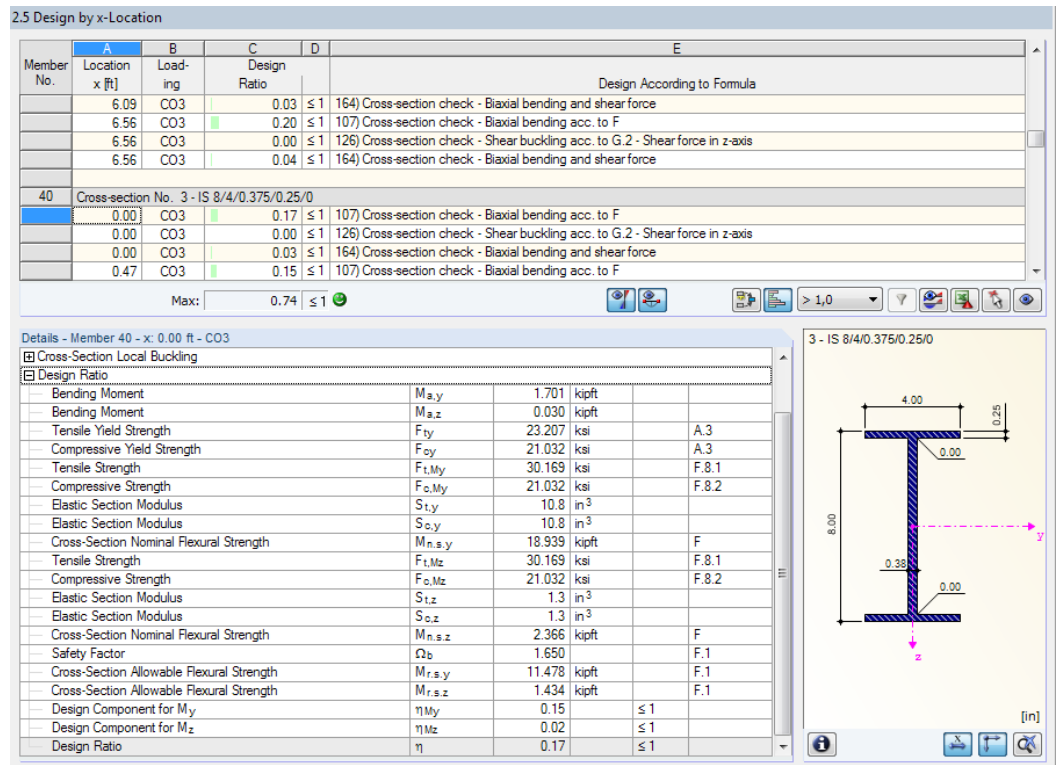 2.5 Design by x-Location
A B C D E
Member Location Load- Design
No. x [ft] ing Ratio Design According to Formula
6.09 CO3 0.03 ≤ 1 164) Cross-section check - Biaxial bending and shear force
6.56 CO3 0.20 ≤ 1 107) Cross-section check - Biaxial bending acc. to F
6.56 CO3 0.00 ≤ 1 126) Cross-section check - Shear buckling acc. to G.2 - Shear force in z-axis
6.56 CO3 0.04 ≤ 1 164) Cross-section check - Biaxial bending and shear force
40 Cross-section No. 3 - IS 8/4/0.375/0.25/0
0.00 CO3 0.17 ≤ 1 107) Cross-section check - Biaxial bending acc. to F
0.00 CO3 0.00 ≤ 1 126) Cross-section check - Shear buckling acc. to G.2 - Shear force in z-axis
0.00 CO3 0.03 ≤ 1 164) Cross-section check - Biaxial bending and shear force
0.47 CO3 0.15 ≤ 1 107) Cross-section check - Biaxial bending acc. to F
Max: 0.74 ≤ 1 > 1,0
Details - Member 40 - x: 0.00 ft - CO3
Cross-Section Local Buckling
Design Ratio
Bending Moment Ma,y 1.701 kipft
Bending Moment Ma,z 0.030 kipft
Tensile Yield Strength Fty 23.207 ksi A.3
Compressive Yield Strength Fcy 21.032 ksi A.3
Tensile Strength Ft,My 30.169 ksi F.8.1
Compressive Strength Fc,My 21.032 ksi F.8.2
Elastic Section Modulus St,y 10.8 in³
Elastic Section Modulus Sc,y 10.8 in³
Cross-Section Nominal Flexural Strength Mn,s,y 18.939 kipft F
Tensile Strength Ft,Mz 30.169 ksi F.8.1
Compressive Strength Fc,Mz 21.032 ksi F.8.2
Elastic Section Modulus St,z 1.3 in³
Elastic Section Modulus Sc,z 1.3 in³
Cross-Section Nominal Flexural Strength Mn,s,z 2.366 kipft F
Safety Factor Ωb 1.650 F.1
Cross-Section Allowable Flexural Strength Mr,s,y 11.478 kipft F.1
Cross-Section Allowable Flexural Strength Mr,s,z 1.434 kipft F.1
Design Component for My ηMy 0.15 ≤ 1
Design Component for Mz ηMz 0.02 ≤ 1
Design Ratio η 0.17 ≤ 1
3 - IS 8/4/0.375/0.25/0
4.00
0.25
0.00
8.00
y
0.38
0.00
z
[in]